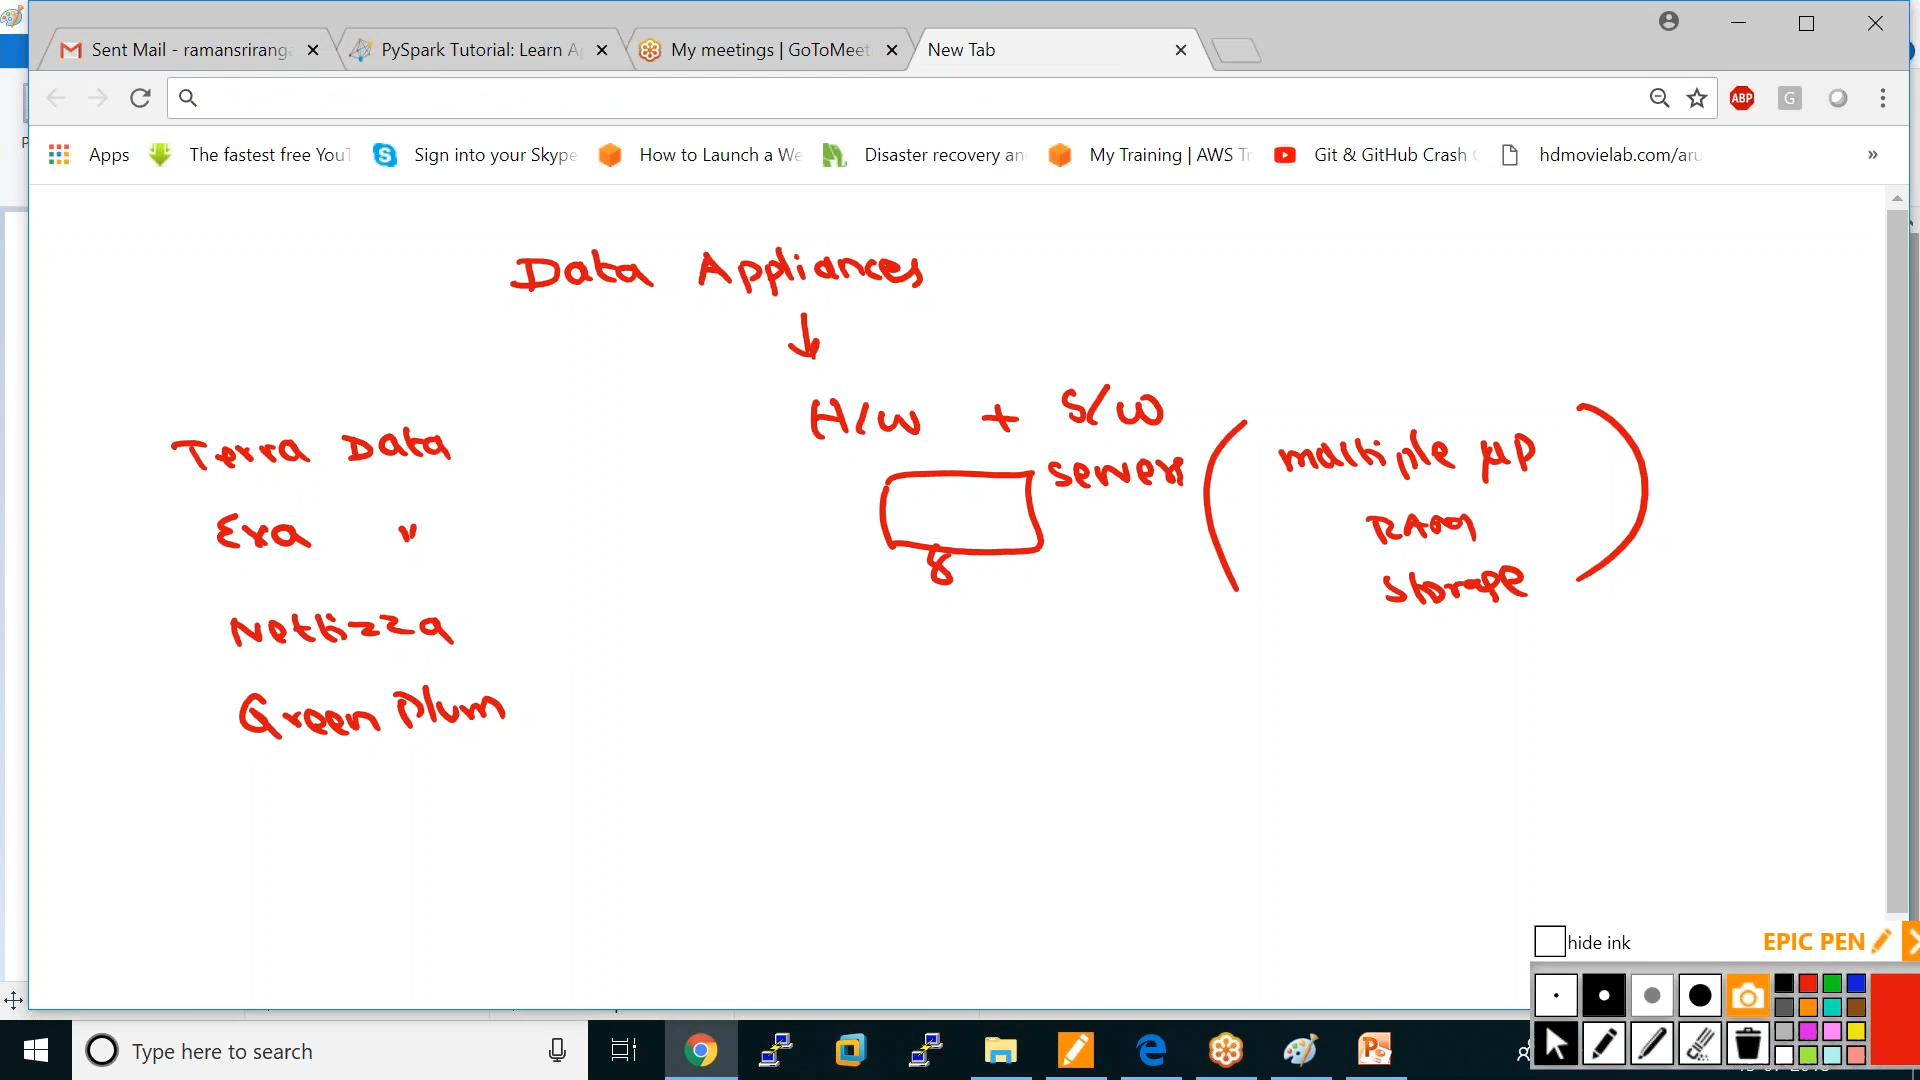 Sent Mail - ramansriranga
PySpark Tutorial: Learn A
My meetings | GoToMeet
New Tab
ABP
G
Apps
The fastest free YouT
Sign into your Skype
How to Launch a We
Disaster recovery an
My Training | AWS Tr
Git & GitHub Crash
hdmovielab.com/aru
»
Data Appliances
H/W + S/W
Terra Data
server
multiple μp
Exa "
RAM
8
Storage
Nettizza
Green Plum
hide ink
EPIC PEN
Type here to search